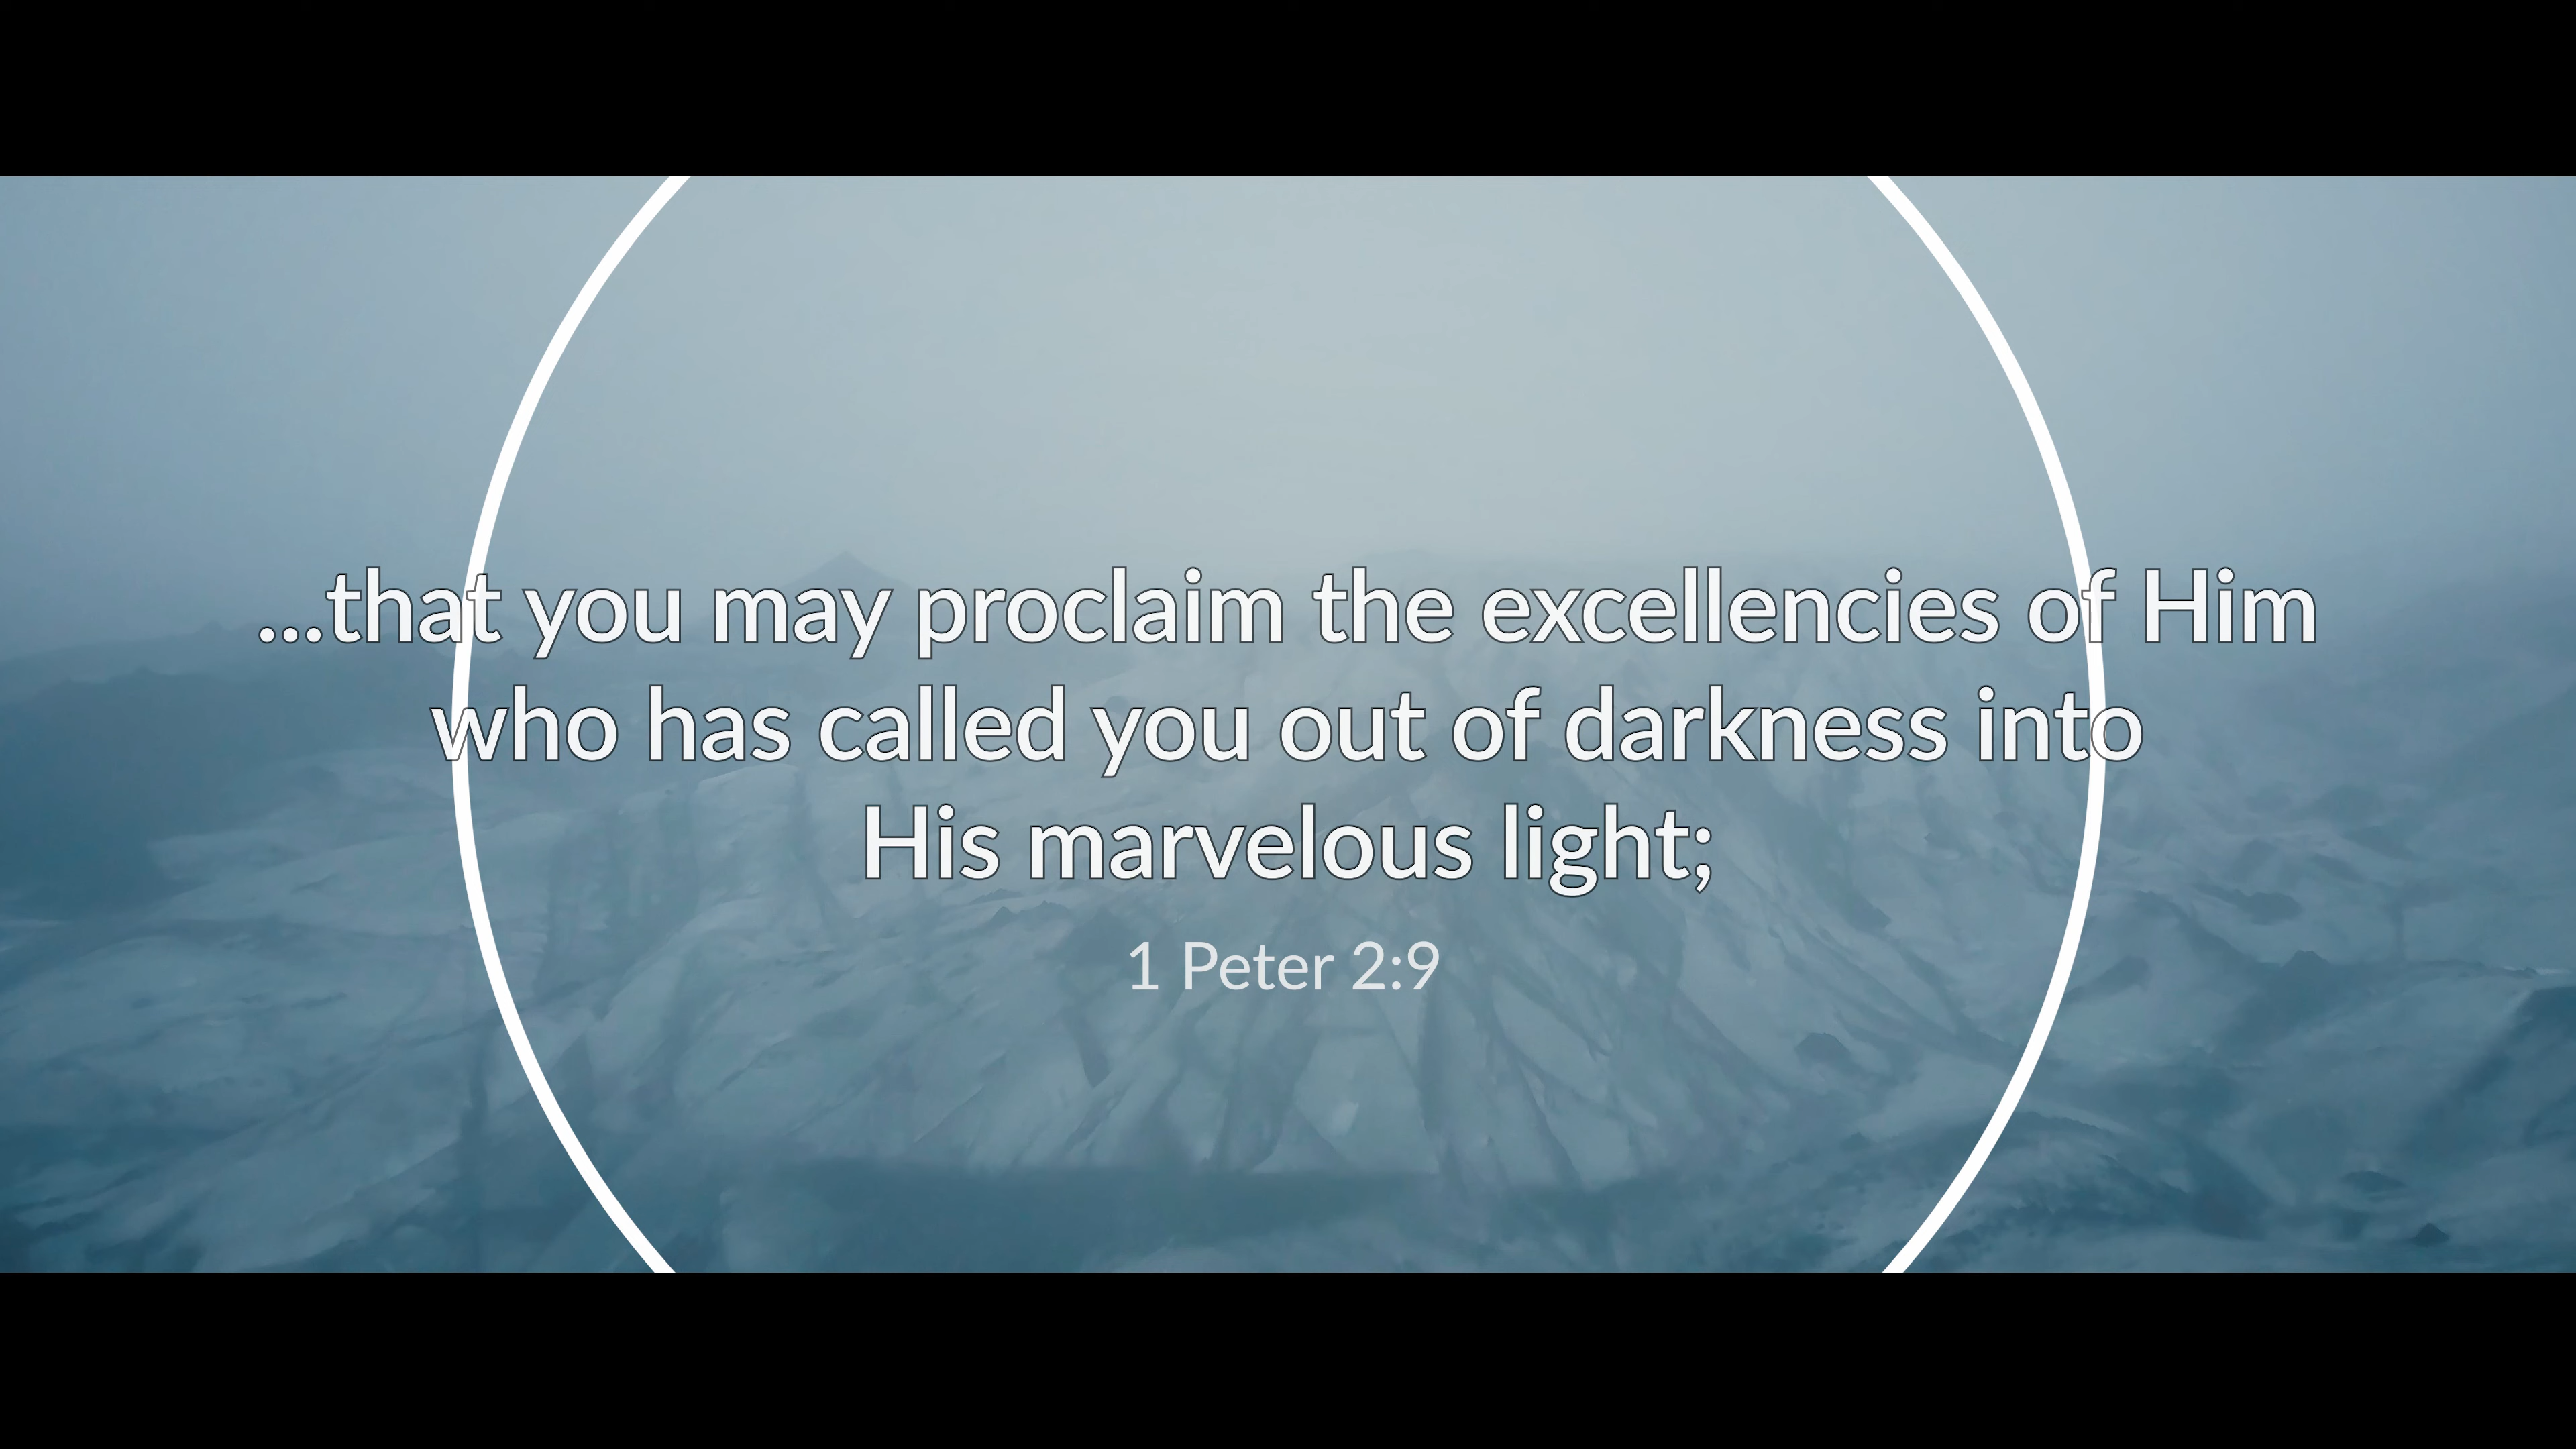 ...that you may proclaim the excellencies of Him
who has called you out of darkness into
His marvelous light;
1 Peter 2:9